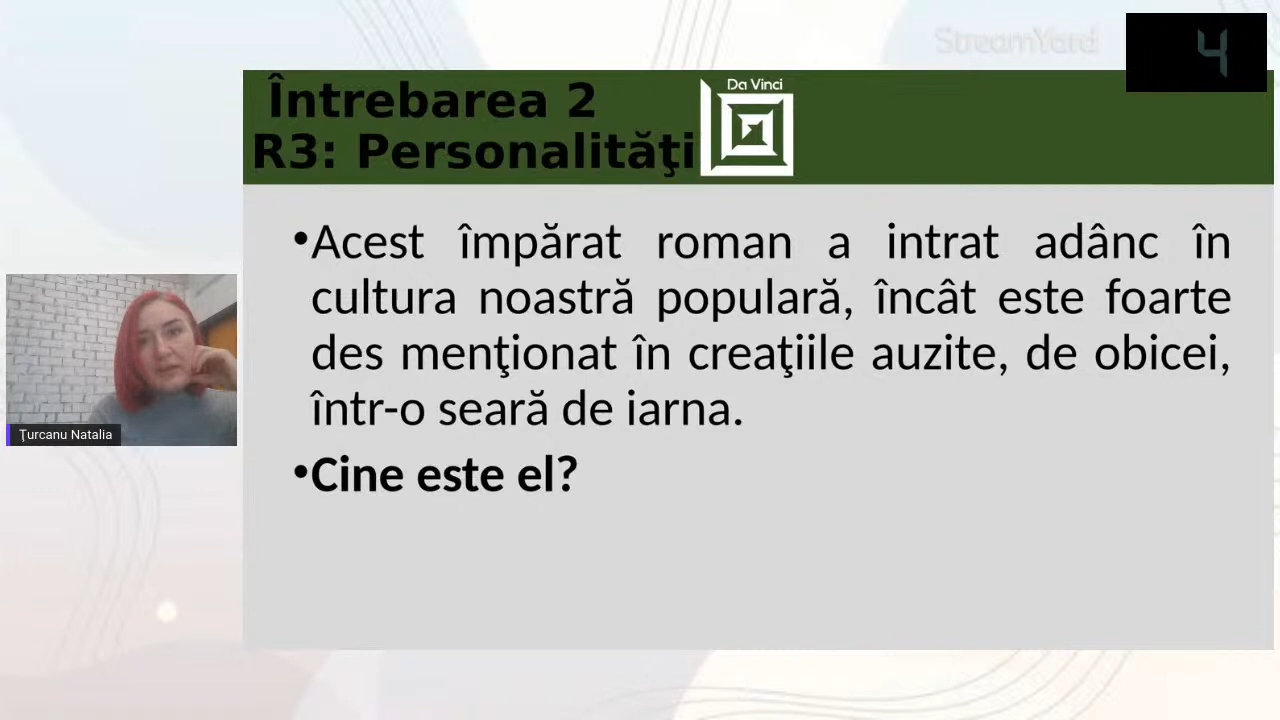 StreamYard
4
Întrebarea 2
Da Vinci
R3: Personalităţi
•Acest împărat roman a intrat adânc în
cultura noastră populară, încât este foarte
des menţionat în creaţiile auzite, de obicei,
într-o seară de iarna.
•Cine este el?
Ţurcanu Natalia